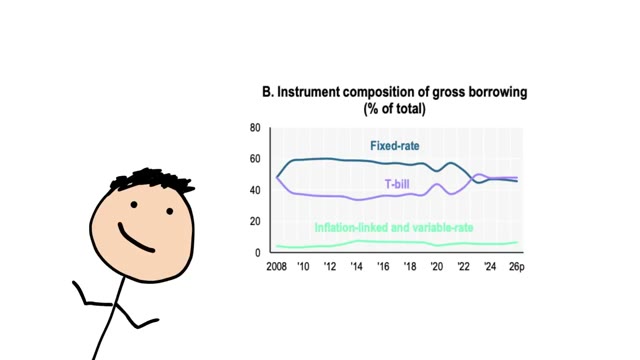 B. Instrument composition of gross borrowing
(% of total)
80
Fixed-rate
60
T-bill
40
20
Inflation-linked and variable-rate
0
2008 '10 '12 '14 '16 '18 '20 '22 '24 26p